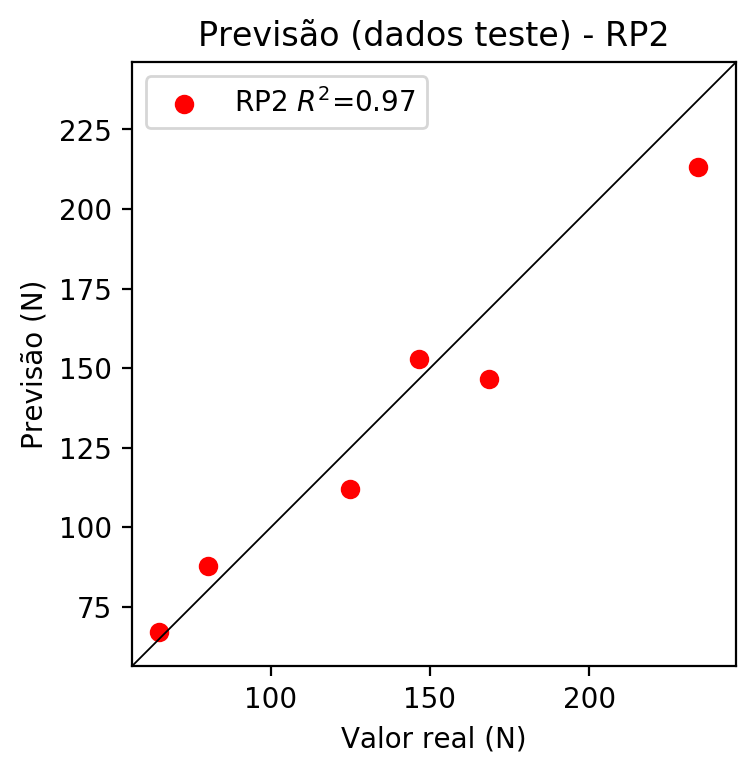 Previsão (dados teste) - RP2
RP2 R²=0.97
225
200
175
150
125
100
75
Previsão (N)
100 150 200
Valor real (N)